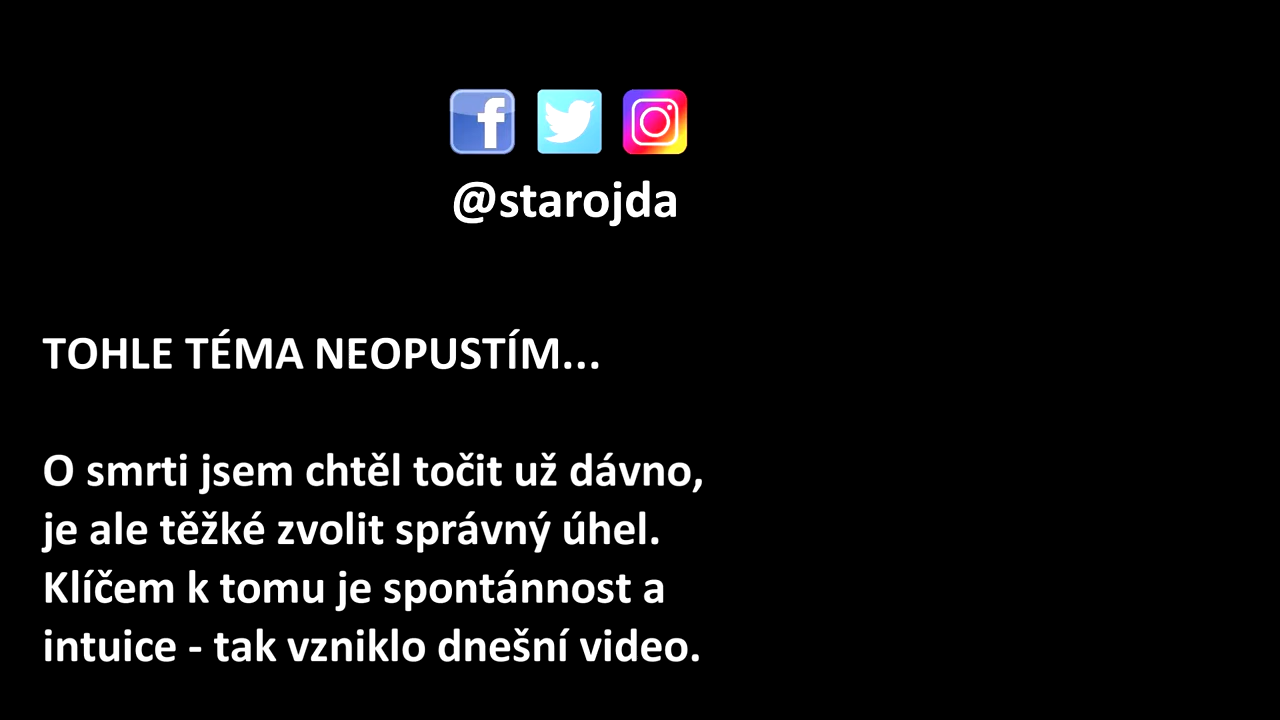 @starojda
TOHLE TÉMA NEOPUSTÍM...
O smrti jsem chtěl točit už dávno,
je ale těžké zvolit správný úhel.
Klíčem k tomu je spontánnost a
intuice - tak vzniklo dnešní video.